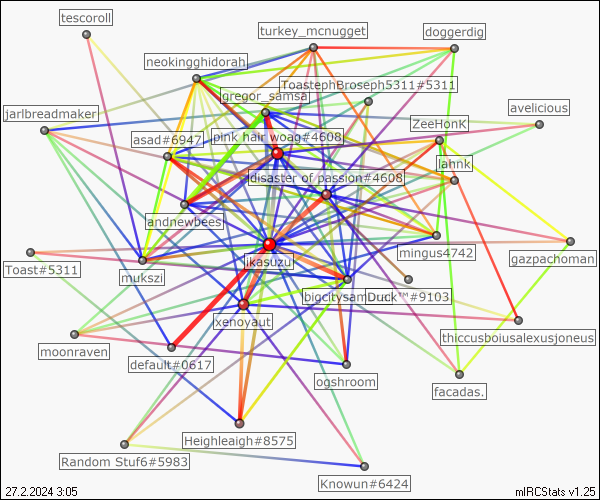 tescoroll
turkey_mcnugget
doggerdig
neokingghidorah
ToastephBroseph5311#5311
gregor_samsa
jarlbreadmaker
avelicious
asad#6947
pink hair woag#4608
ZeeHonK
jahnk
disaster of passion#4608
andnewbees
mingus4742
gazpachoman
ikasuzu
Toast#5311
mukszi
Duck™#9103
xenoyaut
thiccusboiusalexusjoneus
moonraven
default#0617
ogshroom
facadas.
Heighleaigh#8575
Random Stuf6#5983
Knowun#6424
27.2.2024 3:05
mIRCStats v1.25